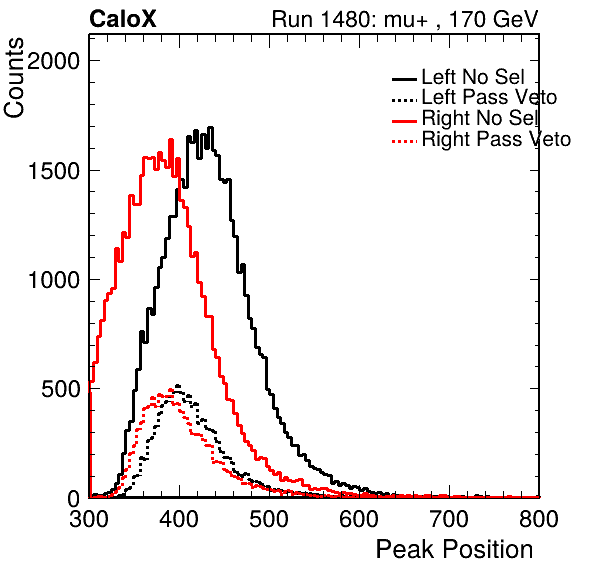 CaloX Run 1480: mu+ , 170 GeV
Counts
2000
1500
1000
500
0
Left No Sel
Left Pass Veto
Right No Sel
Right Pass Veto
300 400 500 600 700 800
Peak Position